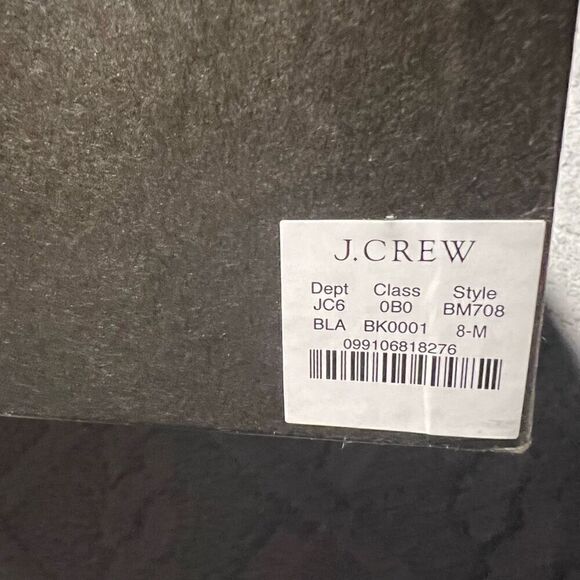 J.CREW
Dept Class Style
JC6 0B0 BM708
BLA BK0001 8-M
099106818276